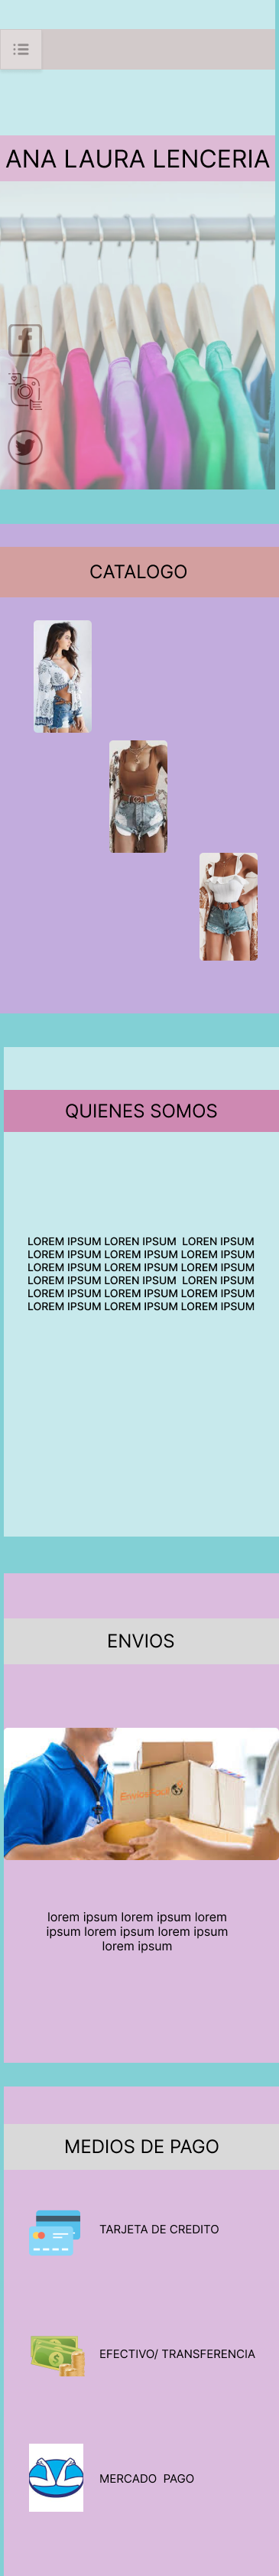 ANA LAURA LENCERIA
CATALOGO
QUIENES SOMOS
LOREM IPSUM LOREN IPSUM LOREN IPSUM
LOREM IPSUM LOREM IPSUM LOREM IPSUM
LOREM IPSUM LOREM IPSUM LOREM IPSUM
LOREM IPSUM LOREN IPSUM LOREN IPSUM
LOREM IPSUM LOREM IPSUM LOREM IPSUM
LOREM IPSUM LOREM IPSUM LOREM IPSUM
ENVIOS
lorem ipsum lorem ipsum lorem
ipsum lorem ipsum lorem ipsum
lorem ipsum
MEDIOS DE PAGO
TARJETA DE CREDITO
EFECTIVO/ TRANSFERENCIA
MERCADO PAGO